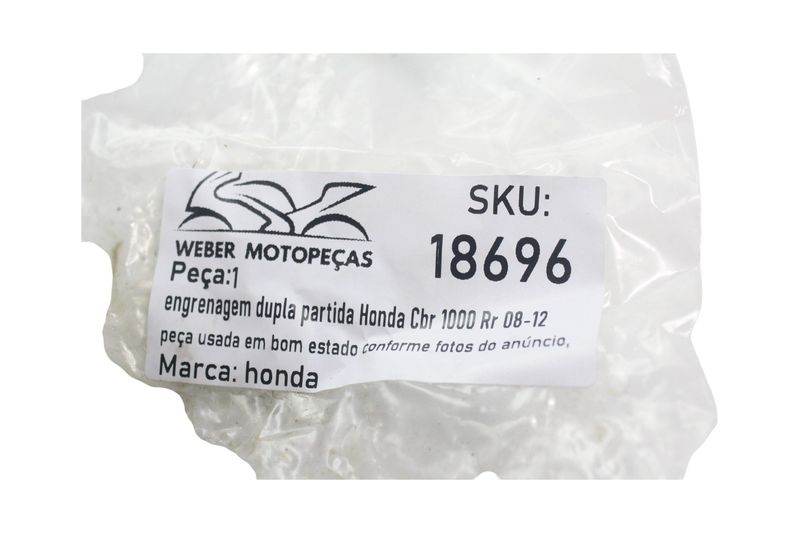 WEBER MOTOPEÇAS
SKU:
18696
Peça:1
engrenagem dupla partida Honda Cbr 1000 Rr 08-12
peça usada em bom estado conforme fotos do anúncio,
Marca: honda